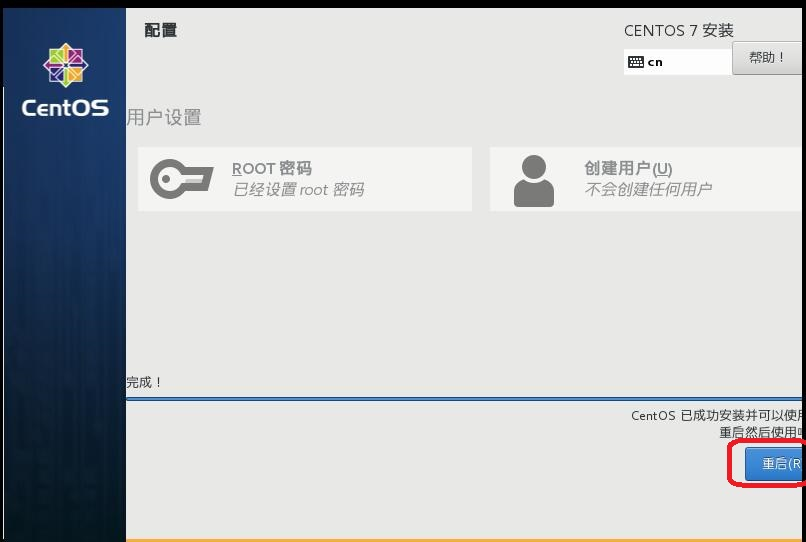 配置
CENTOS 7 安装
cn
帮助！
CentOS
用户设置
ROOT 密码
已经设置 root 密码
创建用户(U)
不会创建任何用户
完成！
CentOS 已成功安装并可以使用
重启然后使用
重启(R